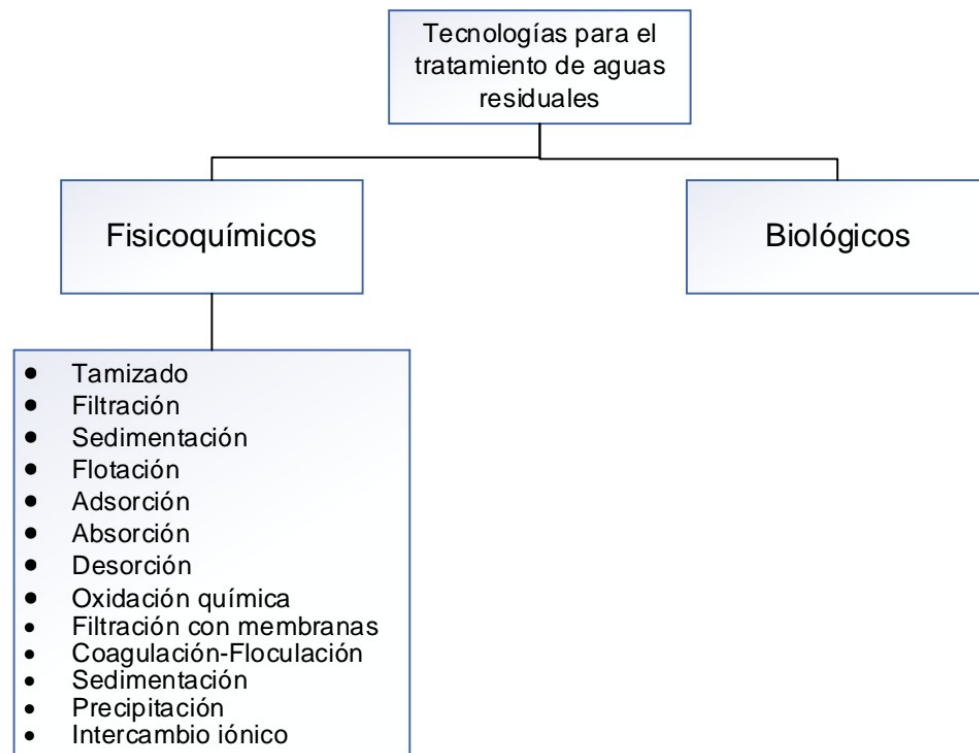 Tecnologías para el
tratamiento de aguas
residuales
Fisicoquímicos
Biológicos
• Tamizado
• Filtración
• Sedimentación
• Flotación
• Adsorción
• Absorción
• Desorción
• Oxidación química
• Filtración con membranas
• Coagulación-Floculación
• Sedimentación
• Precipitación
• Intercambio iónico